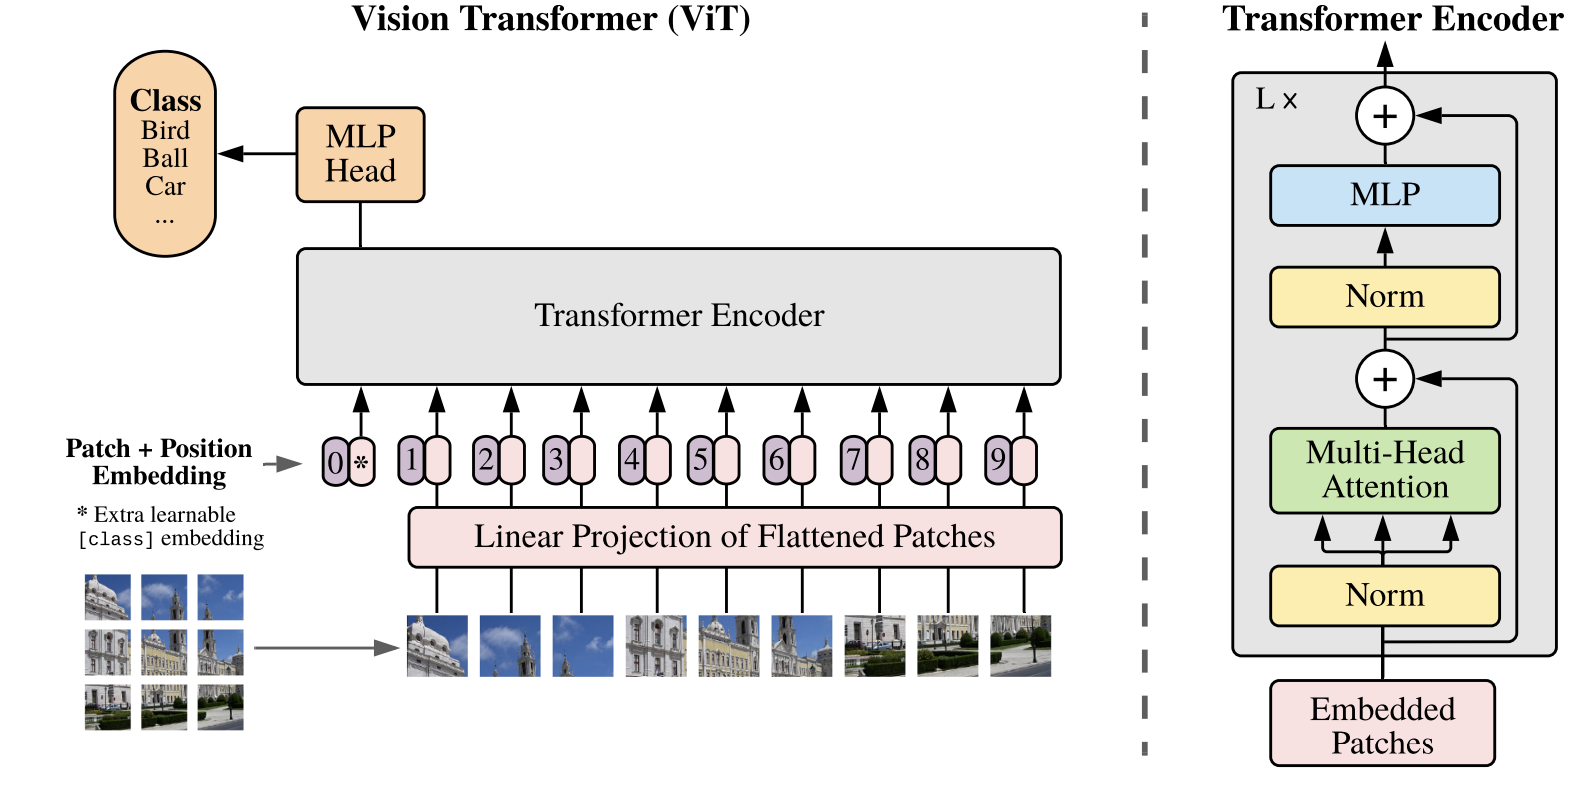 Vision Transformer (ViT)
Class
Bird
Ball
Car
...
MLP
Head
Transformer Encoder
Patch + Position
Embedding
0 * 1 2 3 4 5 6 7 8 9
* Extra learnable
[class] embedding
Linear Projection of Flattened Patches
Transformer Encoder
L x
+
MLP
Norm
+
Multi-Head
Attention
Norm
Embedded
Patches